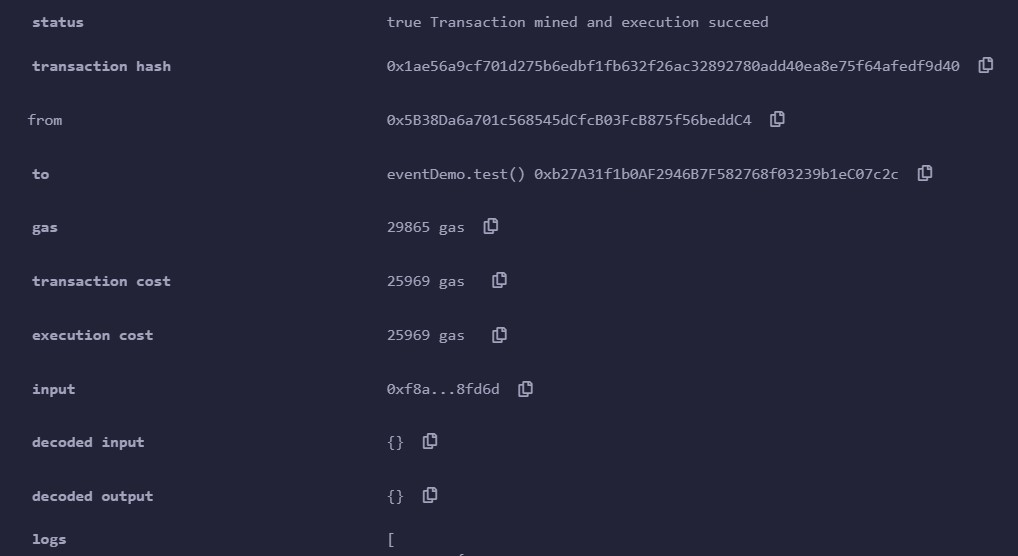 status true Transaction mined and execution succeed
transaction hash 0x1ae56a9cf701d275b6edbf1fb632f26ac32892780add40ea8e75f64afedf9d40
from 0x5B38Da6a701c568545dCfcB03FcB875f56beddC4
to eventDemo.test() 0xb27A31f1b0AF2946B7F582768f03239b1eC07c2c
gas 29865 gas
transaction cost 25969 gas
execution cost 25969 gas
input 0xf8a...8fd6d
decoded input {}
decoded output {}
logs [